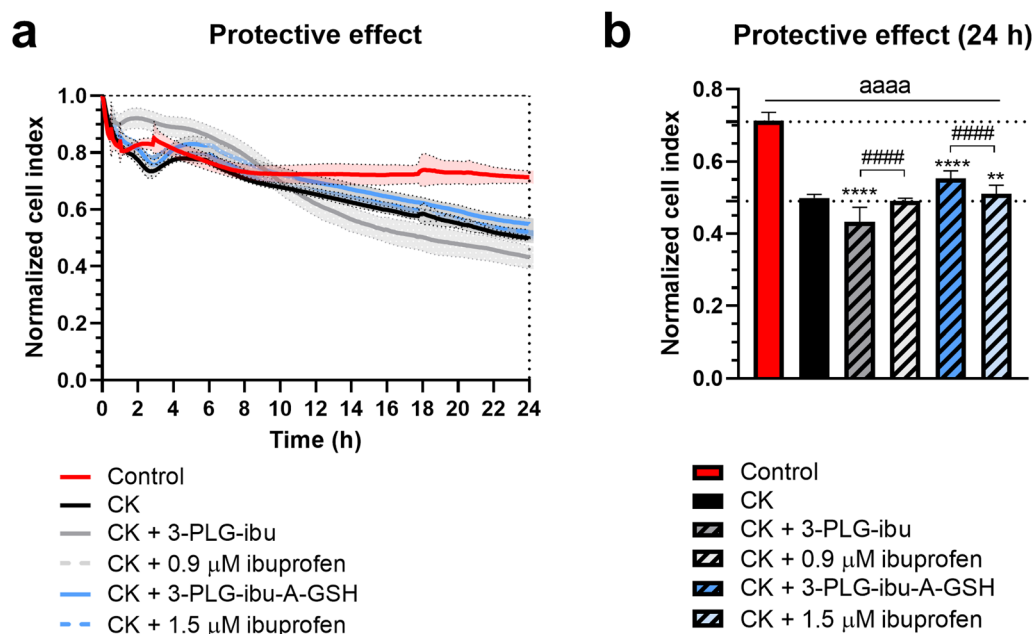 a
Protective effect
Normalized cell index
1.0
0.8
0.6
0.4
0.2
0.0
0 2 4 6 8 10 12 14 16 18 20 22 24
Time (h)
Control
CK
CK + 3-PLG-ibu
CK + 0.9 μM ibuprofen
CK + 3-PLG-ibu-A-GSH
CK + 1.5 μM ibuprofen
b
Protective effect (24 h)
Normalized cell index
0.8
0.6
0.4
0.2
0.0
aaaa
####
####
****
****
**
Control
CK
CK + 3-PLG-ibu
CK + 0.9 μM ibuprofen
CK + 3-PLG-ibu-A-GSH
CK + 1.5 μM ibuprofen